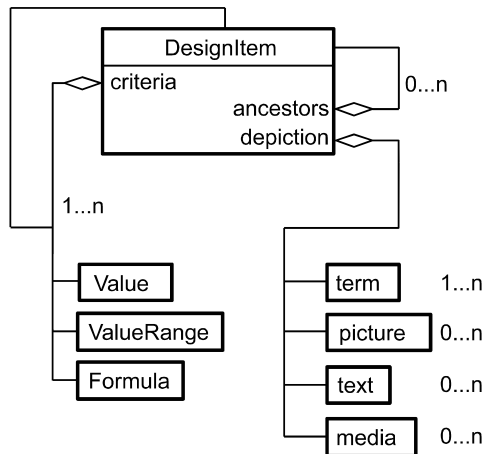 DesignItem
criteria
0...n
ancestors
depiction
1...n
Value
term 1...n
ValueRange
picture 0...n
Formula
text 0...n
media 0...n